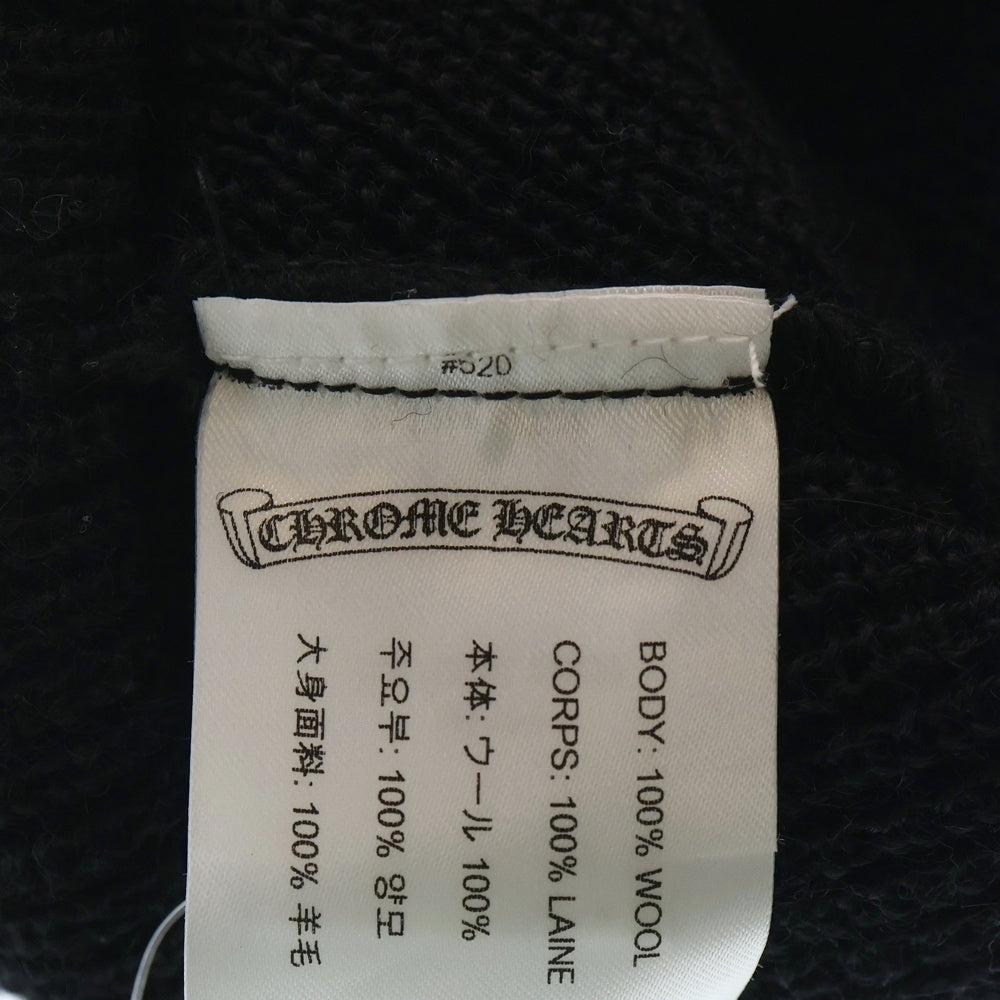 #520
CHROME HEARTS
BODY: 100% WOOL
CORPS: 100% LAINE
本体: ウール 100%
주요부: 100% 양모
大身面料: 100% 羊毛